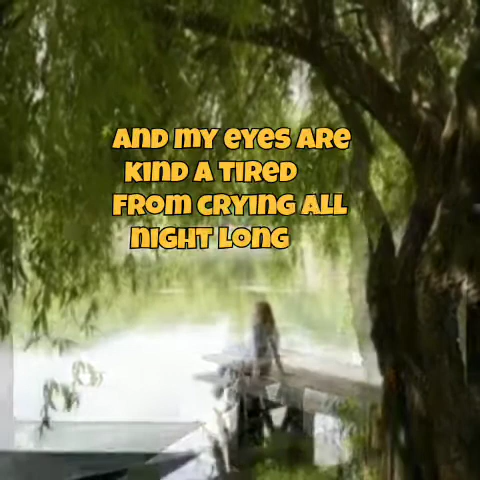 And my eyes are
kind a tired
from crying all
night long